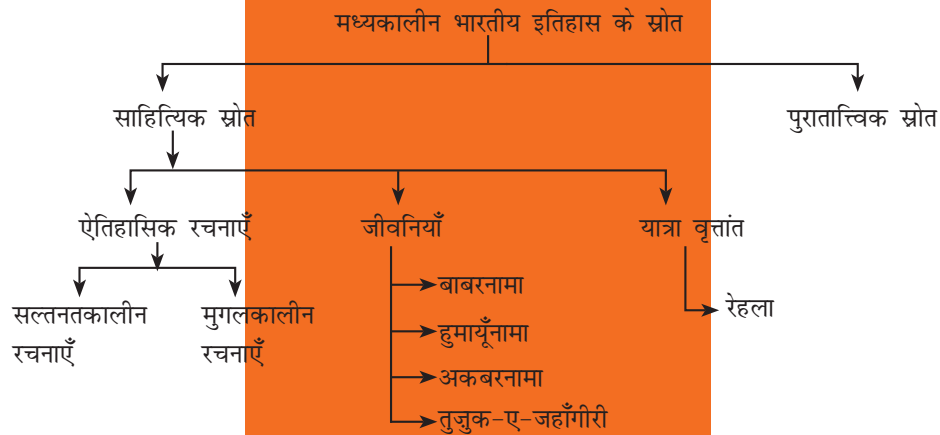 मध्यकालीन भारतीय इतिहास के स्रोत
साहित्यिक स्रोत
पुरातात्त्विक स्रोत
ऐतिहासिक रचनाएँ
जीवनियाँ
यात्रा वृत्तांत
सल्तनतकालीन
रचनाएँ
मुगलकालीन
रचनाएँ
बाबरनामा
हुमायूँनामा
अकबरनामा
तुज़ुक-ए-जहाँगीरी
रेहला